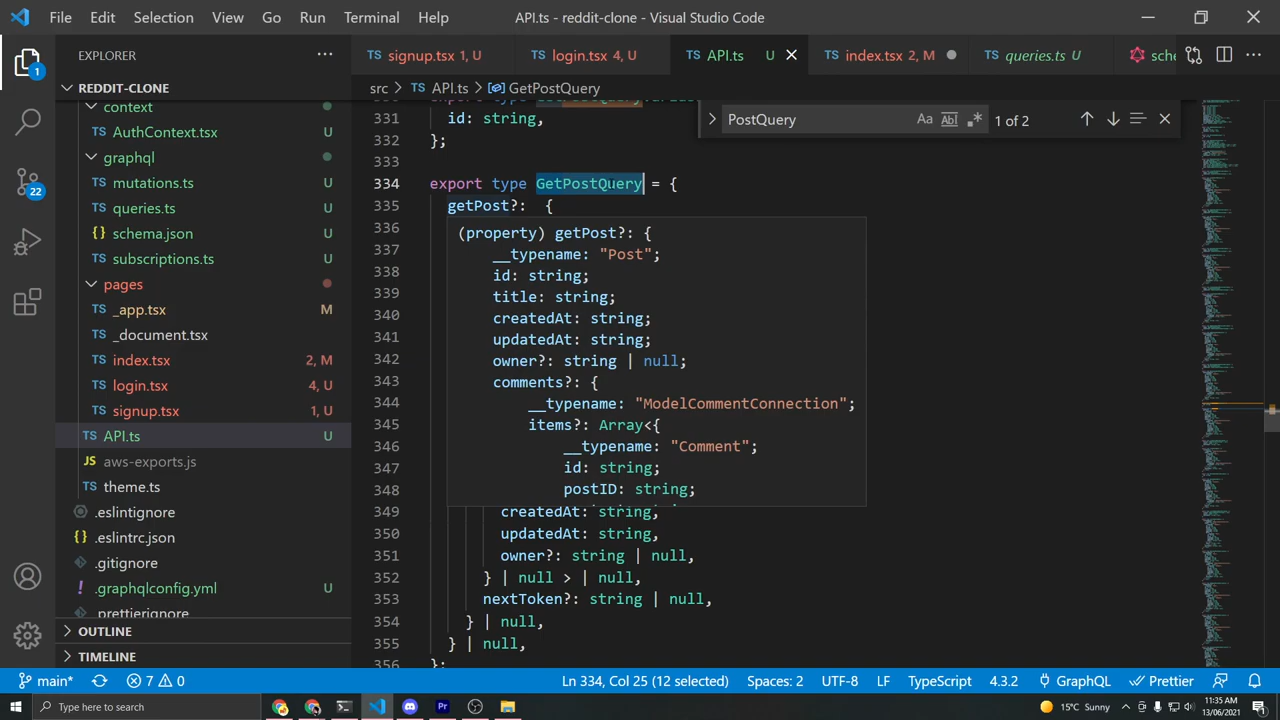 File Edit Selection View Go Run Terminal Help API.ts - reddit-clone - Visual Studio Code
EXPLORER
signup.tsx 1, U
login.tsx 4, U
API.ts U
index.tsx 2, M
queries.ts U
sche
src > API.ts > GetPostQuery
REDDIT-CLONE
context
AuthContext.tsx U
graphql
mutations.ts U
queries.ts U
schema.json U
subscriptions.ts U
pages
_app.tsx M
_document.tsx
index.tsx 2, M
login.tsx 4, U
signup.tsx 1, U
API.ts U
aws-exports.js
theme.ts
.eslintignore
.eslintrc.json
.gitignore
.graphqlconfig.yml U
.prettierignore
OUTLINE
TIMELINE
1
22
PostQuery Aa Ab 1 of 2
331 id: string,
332 };
333
334 export type GetPostQuery = {
335 getPost?: {
336 (property) getPost?: {
337 __typename: "Post";
338 id: string;
339 title: string;
340 createdAt: string;
341 updatedAt: string;
342 owner?: string | null;
343 comments?: {
344 __typename: "ModelCommentConnection";
345 items?: Array<{
346 __typename: "Comment";
347 id: string;
348 postID: string;
349 createdAt: string,
350 createdAt: string,
351 owner?: string | null,
352 } | null > | null,
353 nextToken?: string | null,
354 } | null,
355 } | null,
356 };
main* 7 0 Ln 334, Col 25 (12 selected) Spaces: 2 UTF-8 LF TypeScript 4.3.2 GraphQL Prettier
Type here to search
15°C Sunny
11:35 AM
13/06/2021